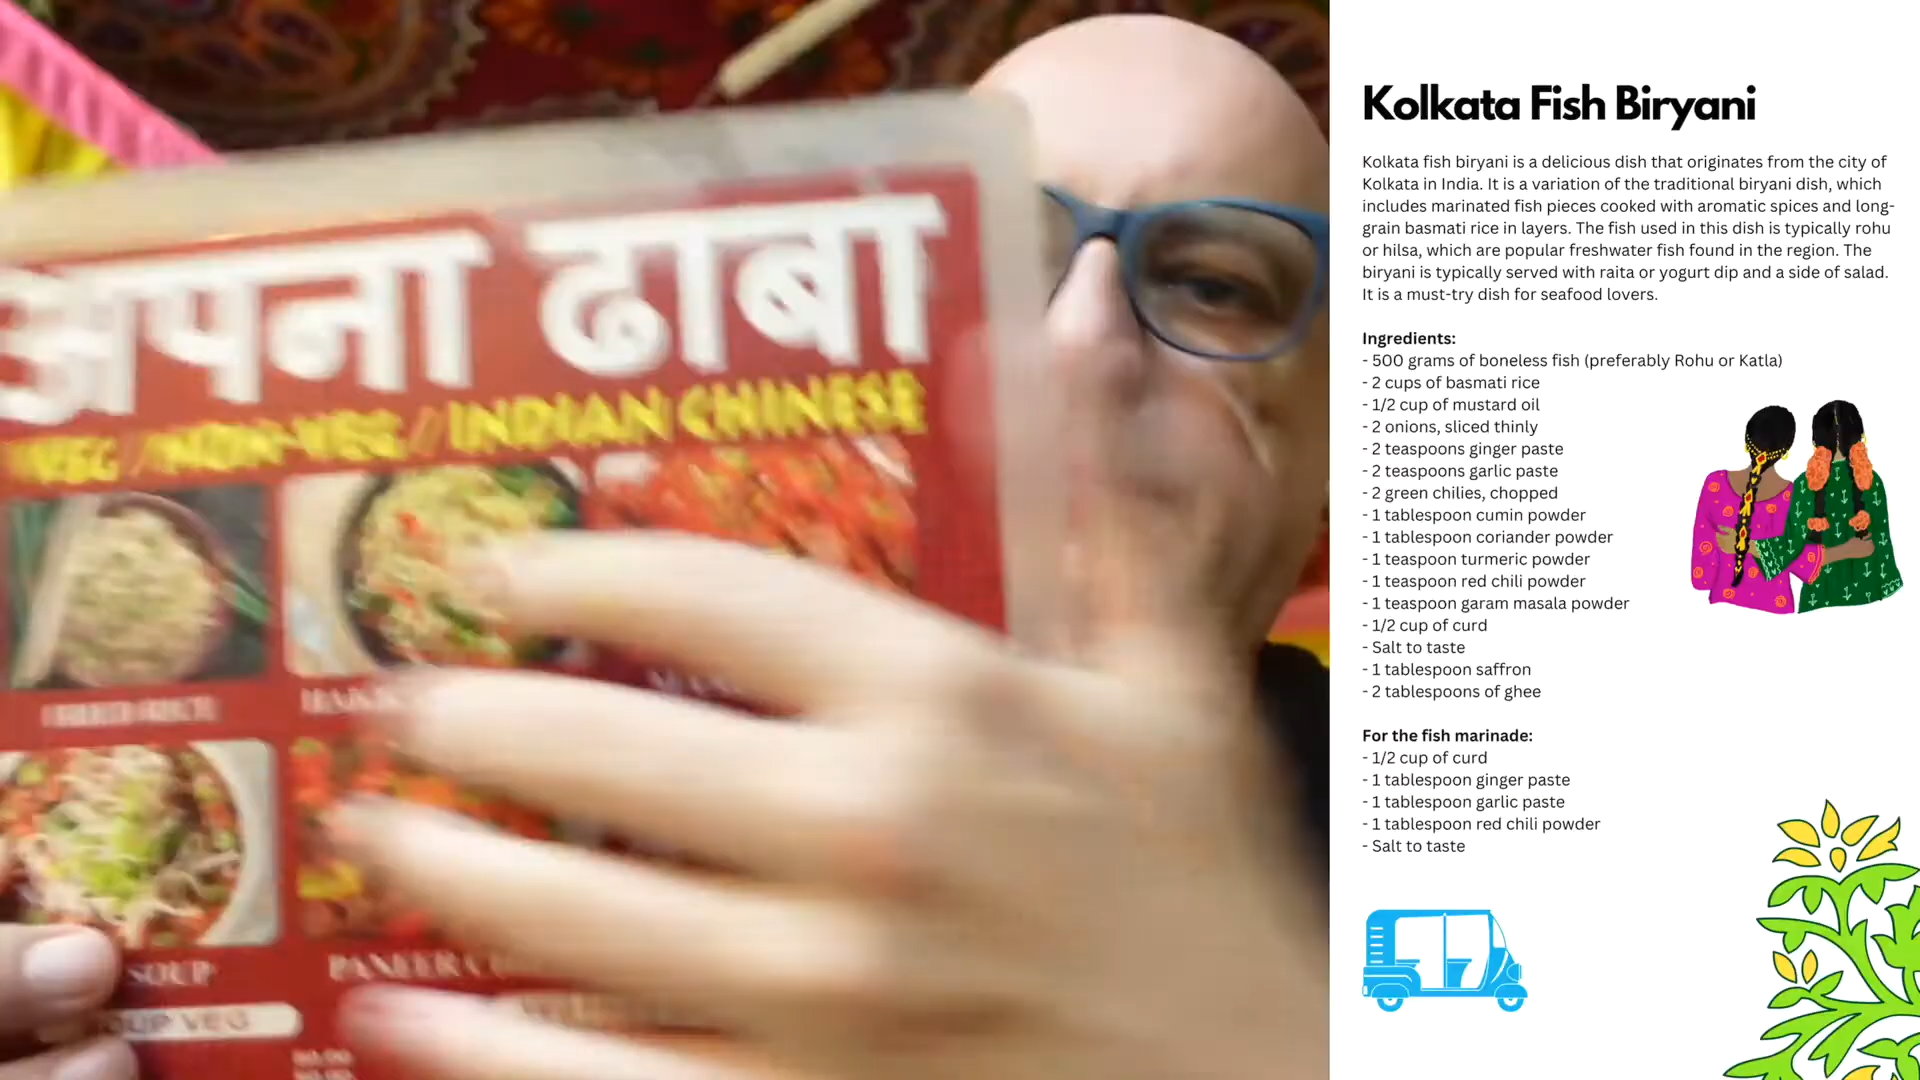 अपना ढाबा
VEG / NON-VEG / INDIAN CHINESE
FRIED RICE
SOUP
PANEER
SOUP VEG
Kolkata Fish Biryani
Kolkata fish biryani is a delicious dish that originates from the city of
Kolkata in India. It is a variation of the traditional biryani dish, which
includes marinated fish pieces cooked with aromatic spices and long-
grain basmati rice in layers. The fish used in this dish is typically rohu
or hilsa, which are popular freshwater fish found in the region. The
biryani is typically served with raita or yogurt dip and a side of salad.
It is a must-try dish for seafood lovers.
Ingredients:
- 500 grams of boneless fish (preferably Rohu or Katla)
- 2 cups of basmati rice
- 1/2 cup of mustard oil
- 2 onions, sliced thinly
- 2 teaspoons ginger paste
- 2 teaspoons garlic paste
- 2 green chilies, chopped
- 1 tablespoon cumin powder
- 1 tablespoon coriander powder
- 1 teaspoon turmeric powder
- 1 teaspoon red chili powder
- 1 teaspoon garam masala powder
- 1/2 cup of curd
- Salt to taste
- 1 tablespoon saffron
- 2 tablespoons of ghee
For the fish marinade:
- 1/2 cup of curd
- 1 tablespoon ginger paste
- 1 tablespoon garlic paste
- 1 tablespoon red chili powder
- Salt to taste